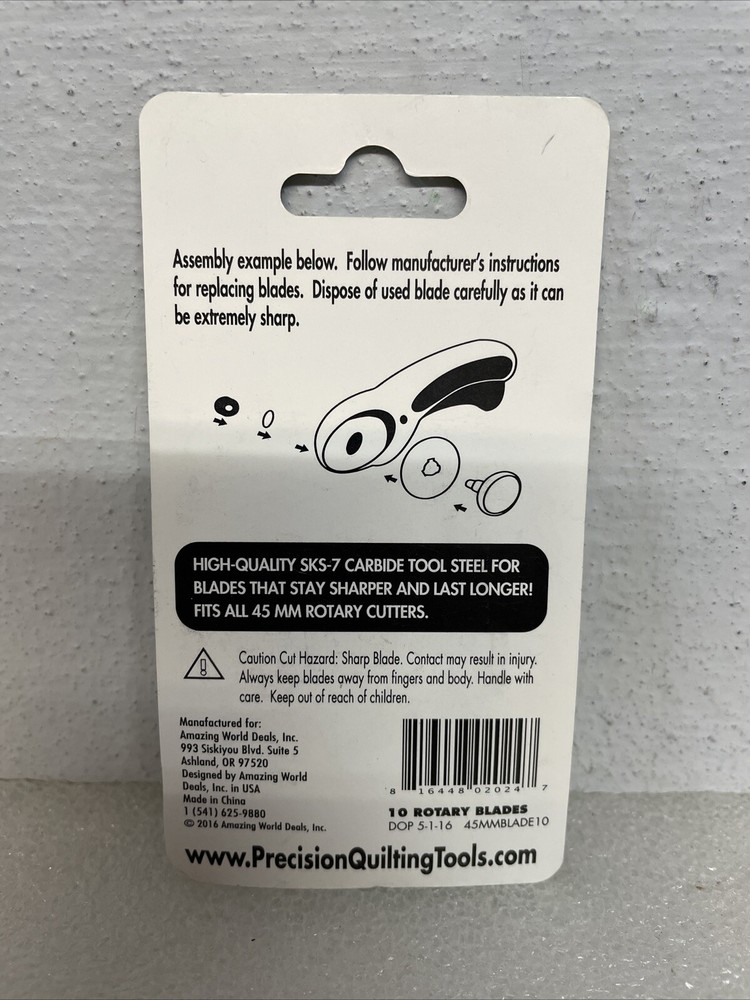 Assembly example below.  Follow manufacturer's instructions
for replacing blades.  Dispose of used blade carefully as it can
be extremely sharp.
HIGH-QUALITY SKS-7 CARBIDE TOOL STEEL FOR
BLADES THAT STAY SHARPER AND LAST LONGER!
FITS ALL 45 MM ROTARY CUTTERS.
Caution Cut Hazard: Sharp Blade. Contact may result in injury.
Always keep blades away from fingers and body. Handle with
care.  Keep out of reach of children.
Manufactured for:
Amazing World Deals, Inc.
993 Siskiyou Blvd. Suite 5
Ashland, OR 97520
Designed by Amazing World
Deals, Inc. in USA
Made in China
1 (541) 625-9880
© 2016 Amazing World Deals, Inc.
8 16448 02024 7
10 ROTARY BLADES
DOP 5-1-16 45MMBLADE10
www.PrecisionQuiltingTools.com